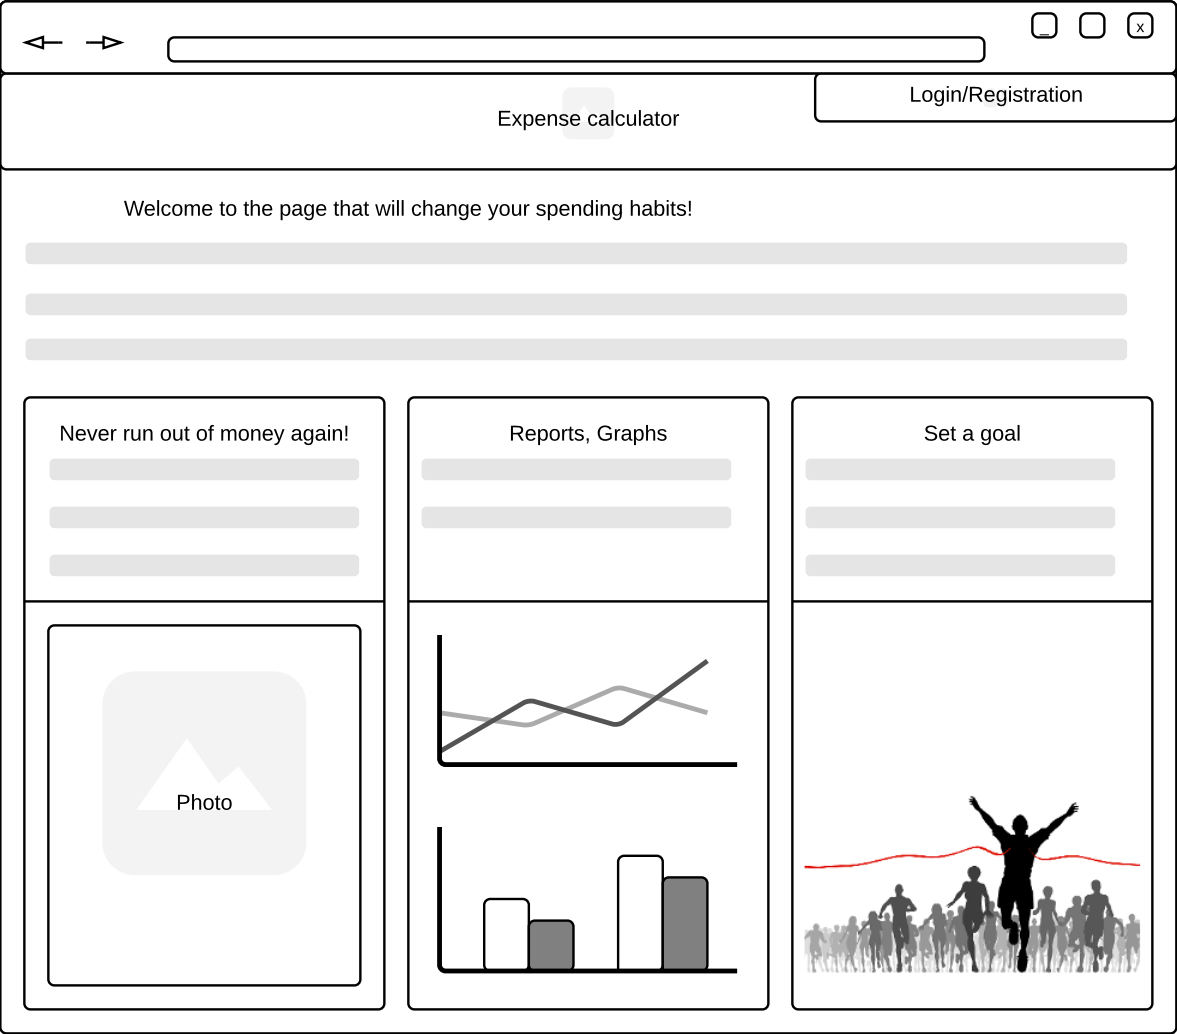 _
x
Login/Registration
Expense calculator
Welcome to the page that will change your spending habits!
Never run out of money again!
Reports, Graphs
Set a goal
Photo